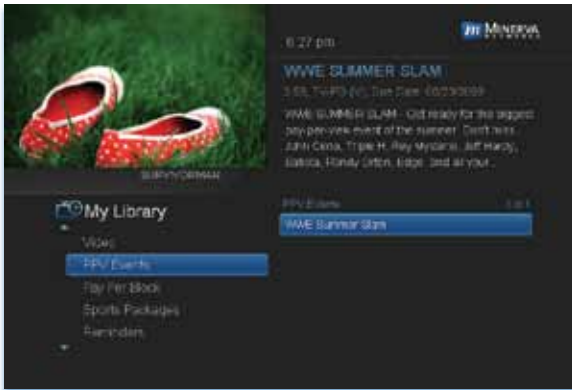 6:27 pm
m MINERVA
NETWORKS
WWE SUMMER SLAM
WWE SUMMER SLAM - Get ready for the biggest
pay-per-view event of the summer. Don't miss
John Cena, Triple H, Rey Mysterio, Jeff Hardy,
Batista, Randy Orton, Edge, and all your
SURVIVORMAN
My Library
PPV Events
1 of 1
WWE Summer Slam
Video
PPV Events
Pay Per Block
Sports Packages
Reminders